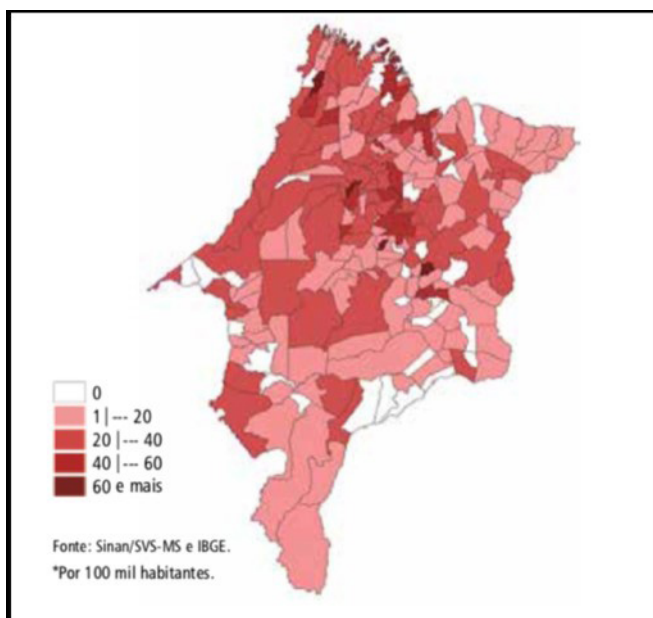 0
1|--- 20
20|--- 40
40|--- 60
60 e mais
Fonte: Sinan/SVS-MS e IBGE.
*Por 100 mil habitantes.